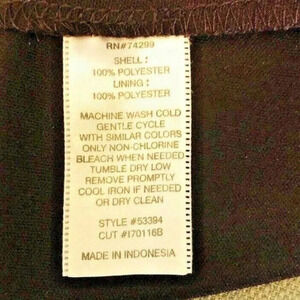 RN#74299
SHELL:
100% POLYESTER
LINING:
100% POLYESTER
MACHINE WASH COLD
GENTLE CYCLE
WITH SIMILAR COLORS
ONLY NON-CHLORINE
BLEACH WHEN NEEDED
TUMBLE DRY LOW
REMOVE PROMPTLY
COOL IRON IF NEEDED
OR DRY CLEAN
STYLE #53394
CUT #I70116B
MADE IN INDONESIA